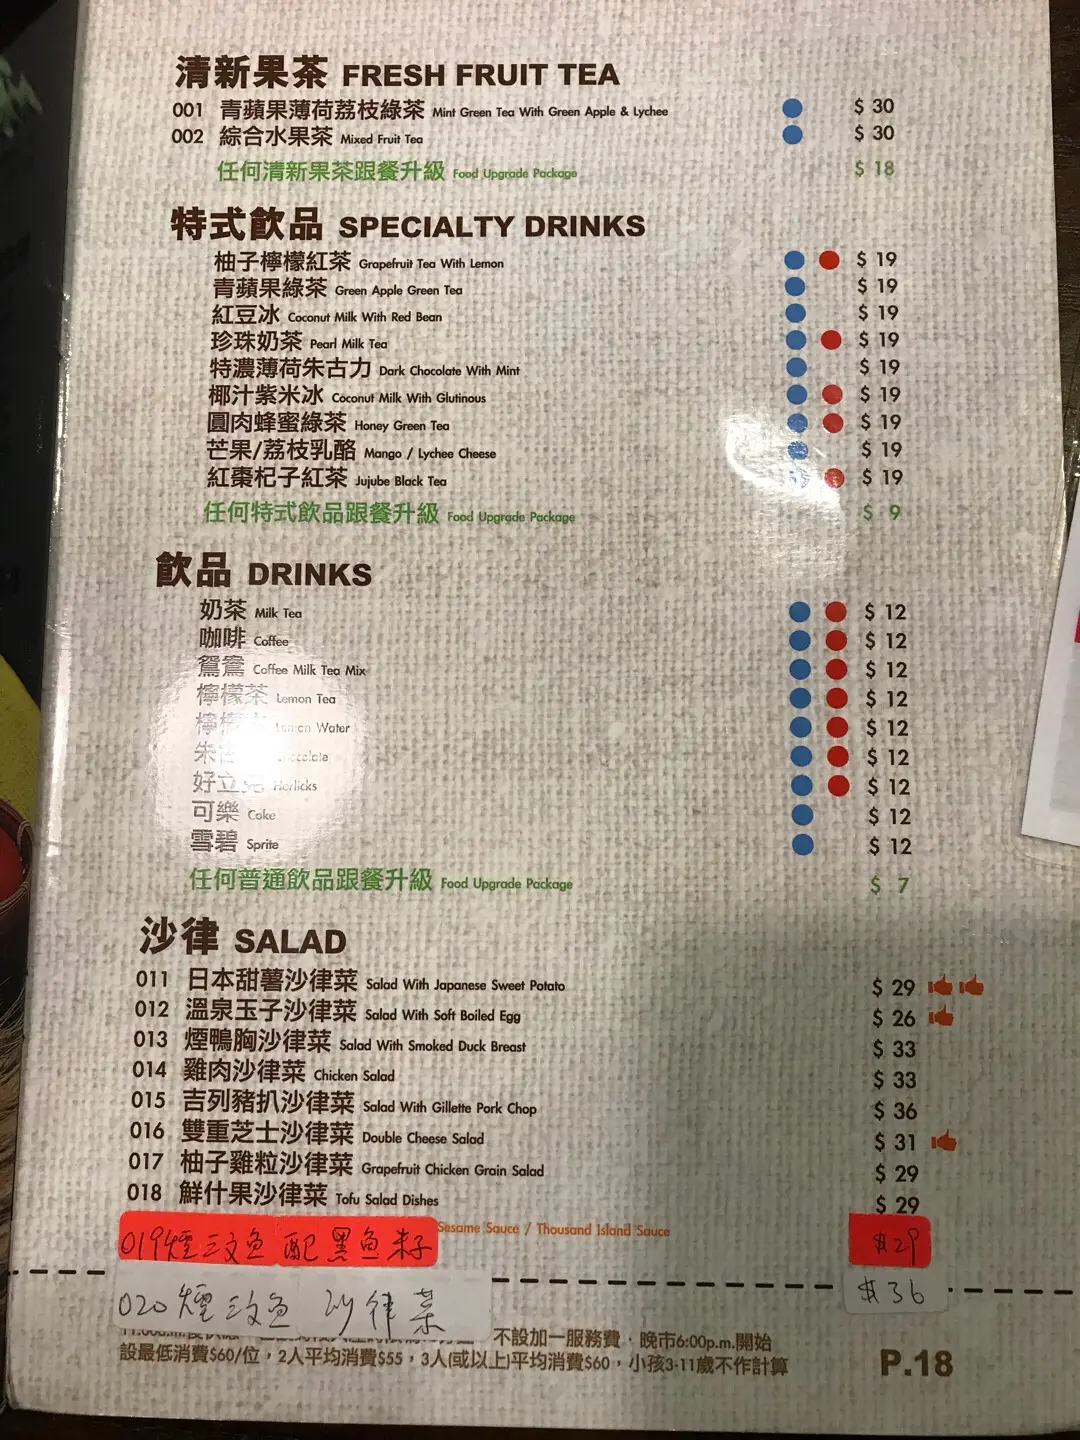 清新果茶 FRESH FRUIT TEA
001 青蘋果薄荷荔枝綠茶 Mint Green Tea With Green Apple & Lychee $ 30
002 綜合水果茶 Mixed Fruit Tea $ 30
任何清新果茶跟餐升級 Food Upgrade Package $ 18
特式飲品 SPECIALTY DRINKS
柚子檸檬紅茶 Grapefruit Tea With Lemon $ 19
青蘋果綠茶 Green Apple Green Tea $ 19
紅豆冰 Coconut Milk With Red Bean $ 19
珍珠奶茶 Pearl Milk Tea $ 19
特濃薄荷朱古力 Dark Chocolate With Mint $ 19
椰汁紫米冰 Coconut Milk With Glutinous $ 19
圓肉蜂蜜綠茶 Honey Green Tea $ 19
芒果/荔枝乳酪 Mango / Lychee Cheese $ 19
紅棗杞子紅茶 Jujube Black Tea $ 19
任何特式飲品跟餐升級 Food Upgrade Package $ 9
飲品 DRINKS
奶茶 Milk Tea $ 12
咖啡 Coffee $ 12
鴛鴦 Coffee Milk Tea Mix $ 12
檸檬茶 Lemon Tea $ 12
檸檬 Lemon Water $ 12
朱 $ 12
好立克 Horlicks $ 12
可樂 Coke $ 12
雪碧 Sprite $ 12
任何普通飲品跟餐升級 Food Upgrade Package $ 7
沙律 SALAD
011 日本甜薯沙律菜 Salad With Japanese Sweet Potato $ 29
012 溫泉玉子沙律菜 Salad With Soft Boiled Egg $ 26
013 煙鴨胸沙律菜 Salad With Smoked Duck Breast $ 33
014 雞肉沙律菜 Chicken Salad $ 33
015 吉列豬扒沙律菜 Salad With Gillette Pork Chop $ 36
016 雙重芝士沙律菜 Double Cheese Salad $ 31
017 柚子雞粒沙律菜 Grapefruit Chicken Grain Salad $ 29
018 鮮什果沙律菜 Tofu Salad Dishes $ 29
Sesame Sauce / Thousand Island Sauce
019煙三文魚 配 黑魚籽 $29
020煙三文魚 沙律菜 $36
不設加一服務費，晚市6:00p.m.開始
設最低消費$60/位，2人平均消費$55，3人(或以上)平均消費$60，小孩3-11歲不作計算
P.18